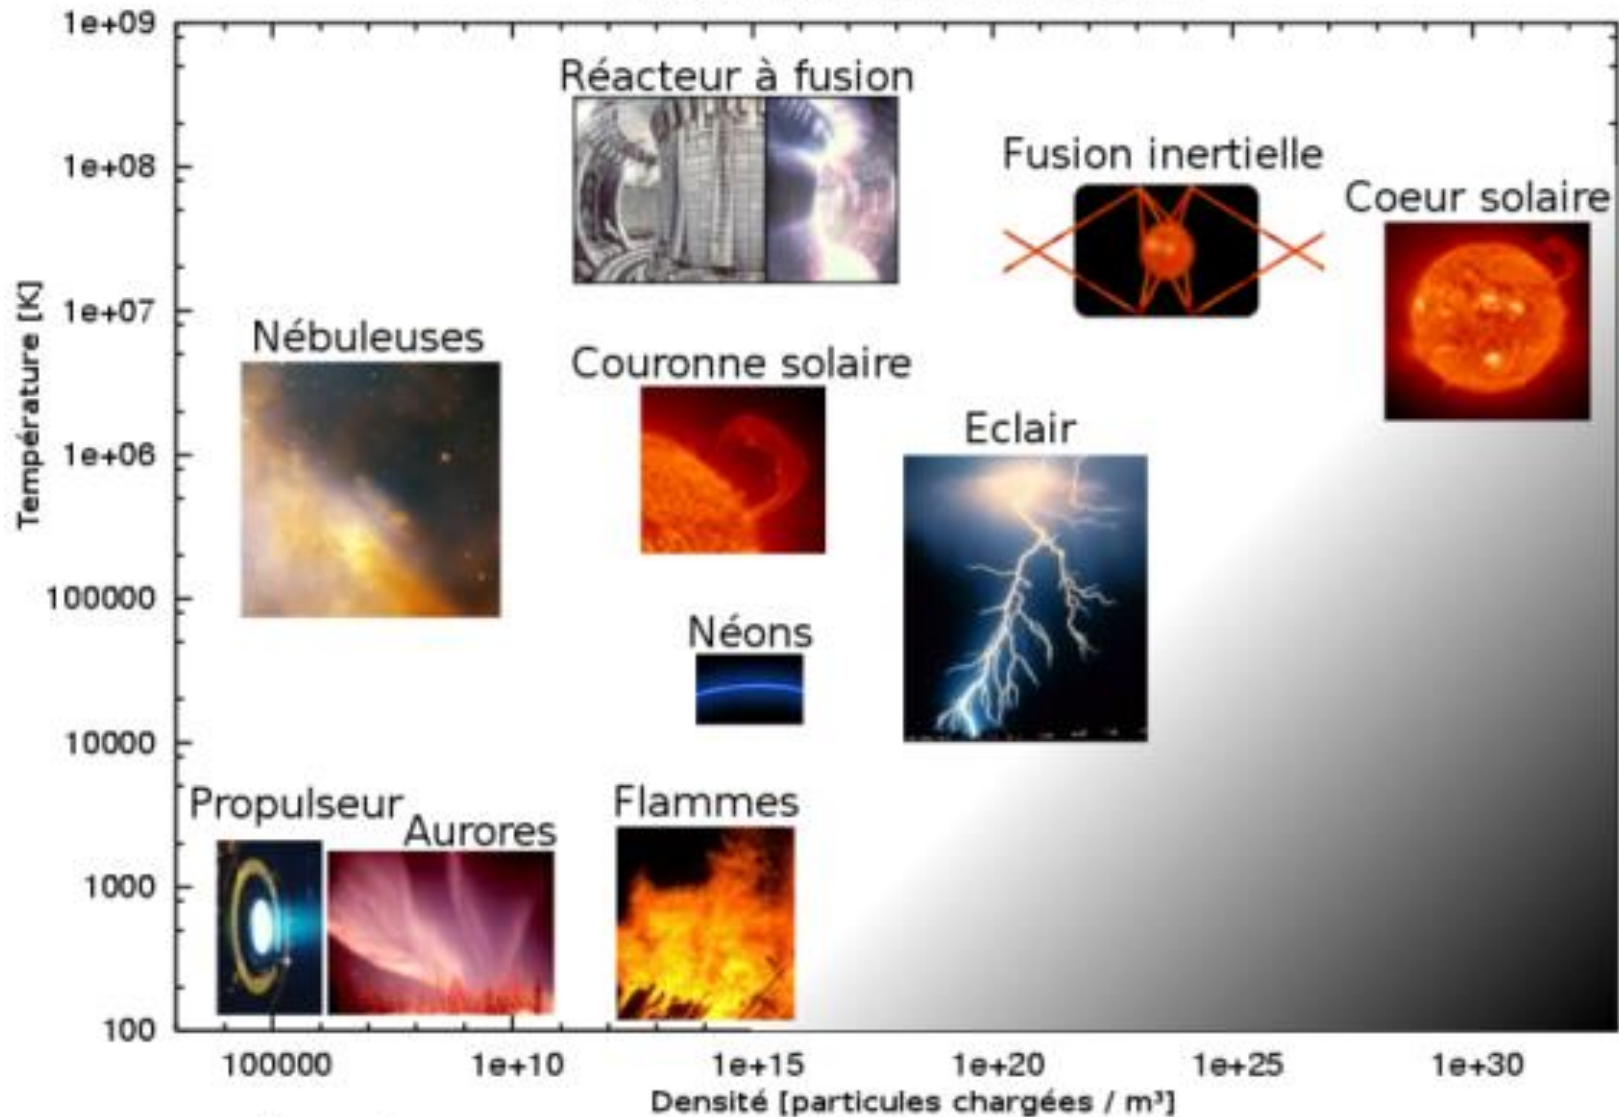 1e+09
Réacteur à fusion
Fusion inertielle
1e+08
Coeur solaire
1e+07
Nébuleuses
Couronne solaire
Eclair
1e+06
Température [K]
100000
Néons
10000
Propulseur
Aurores
Flammes
1000
100
100000 1e+10 1e+15 1e+20 1e+25 1e+30
Densité [particules chargées / m³]